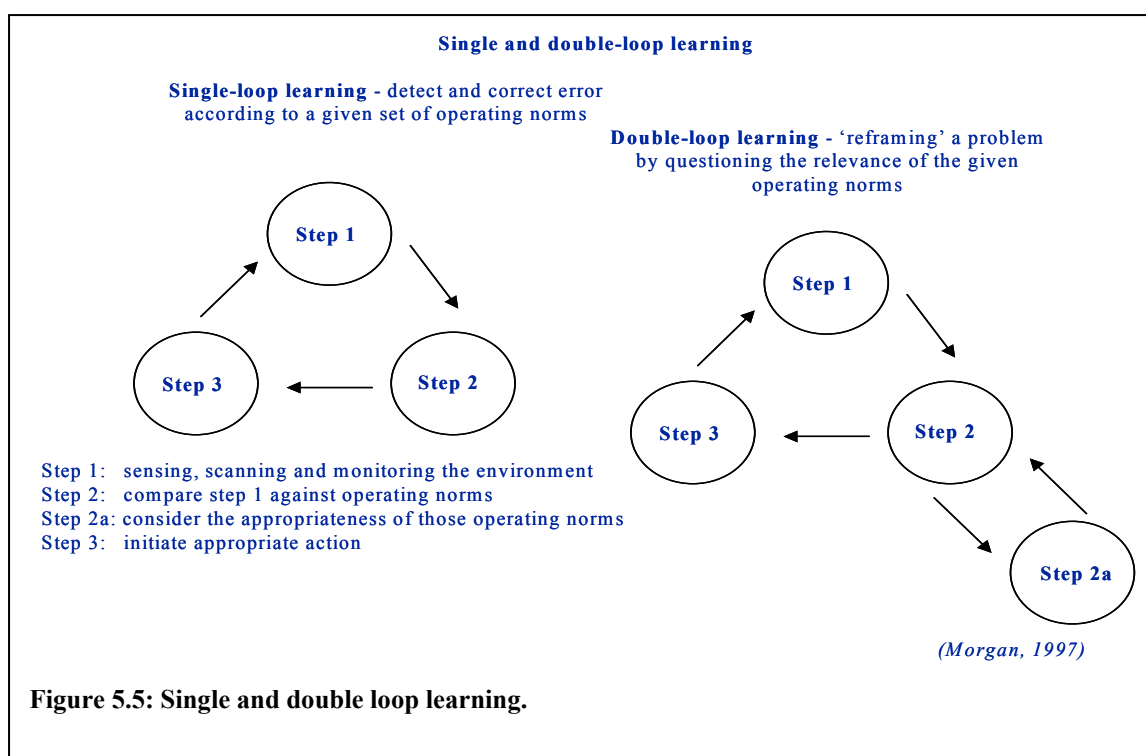 Single and double-loop learning
Single-loop learning - detect and correct error
according to a given set of operating norms
Double-loop learning - ‘reframing’ a problem
by questioning the relevance of the given
operating norms
Step 1
Step 3
Step 2
Step 1
Step 3
Step 2
Step 2a
Step 1: sensing, scanning and monitoring the environment
Step 2: compare step 1 against operating norms
Step 2a: consider the appropriateness of those operating norms
Step 3: initiate appropriate action
(Morgan, 1997)
Figure 5.5: Single and double loop learning.